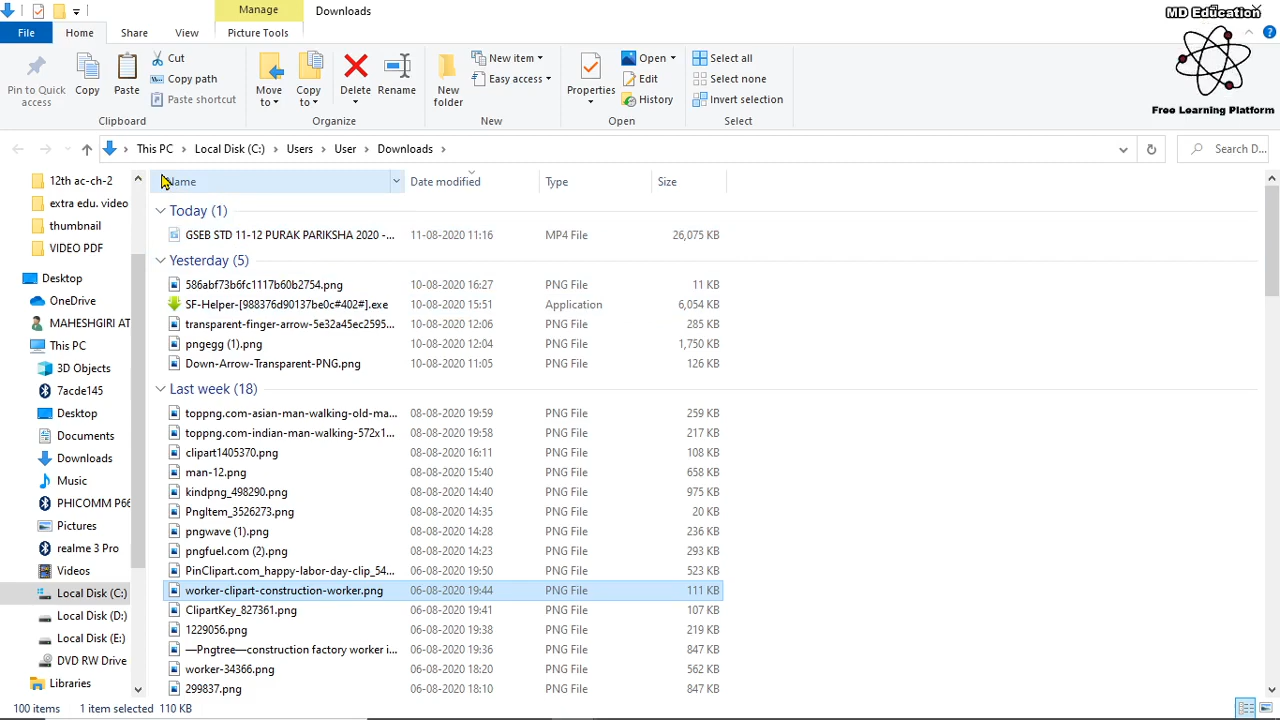 Manage
Downloads
MD Education
File
Home
Share
View
Picture Tools
Pin to Quick access
Copy
Paste
Cut
Copy path
Paste shortcut
Clipboard
Move to
Copy to
Delete
Rename
Organize
New folder
New item
Easy access
New
Properties
Open
Edit
History
Open
Select all
Select none
Invert selection
Select
Free Learning Platform
This PC > Local Disk (C:) > Users > User > Downloads >
Search D...
Name
Date modified
Type
Size
12th ac-ch-2
extra edu. video
thumbnail
VIDEO PDF
Desktop
OneDrive
MAHESHGIRI AT
This PC
3D Objects
7acde145
Desktop
Documents
Downloads
Music
PHICOMM P66
Pictures
realme 3 Pro
Videos
Local Disk (C:)
Local Disk (D:)
Local Disk (E:)
DVD RW Drive
Libraries
Today (1)
GSEB STD 11-12 PURAK PARIKSHA 2020 -... 11-08-2020 11:16 MP4 File 26,075 KB
Yesterday (5)
586abf73b6fc1117b60b2754.png 10-08-2020 16:27 PNG File 11 KB
SF-Helper-[988376d90137be0c#402#].exe 10-08-2020 15:51 Application 6,054 KB
transparent-finger-arrow-5e32a45ec2595... 10-08-2020 12:06 PNG File 285 KB
pngegg (1).png 10-08-2020 12:04 PNG File 1,750 KB
Down-Arrow-Transparent-PNG.png 10-08-2020 11:05 PNG File 126 KB
Last week (18)
toppng.com-asian-man-walking-old-ma... 08-08-2020 19:59 PNG File 259 KB
toppng.com-indian-man-walking-572x1... 08-08-2020 19:58 PNG File 217 KB
clipart1405370.png 08-08-2020 16:11 PNG File 108 KB
man-12.png 08-08-2020 15:40 PNG File 658 KB
kindpng_498290.png 08-08-2020 14:40 PNG File 975 KB
PngItem_3526273.png 08-08-2020 14:35 PNG File 20 KB
pngwave (1).png 08-08-2020 14:28 PNG File 236 KB
pngfuel.com (2).png 08-08-2020 14:23 PNG File 293 KB
PinClipart.com_happy-labor-day-clip_54... 06-08-2020 19:50 PNG File 523 KB
worker-clipart-construction-worker.png 06-08-2020 19:44 PNG File 111 KB
ClipartKey_827361.png 06-08-2020 19:41 PNG File 107 KB
1229056.png 06-08-2020 19:38 PNG File 219 KB
—Pngtree—construction factory worker i... 06-08-2020 19:36 PNG File 847 KB
worker-34366.png 06-08-2020 18:20 PNG File 562 KB
299837.png 06-08-2020 18:10 PNG File 847 KB
100 items
1 item selected 110 KB